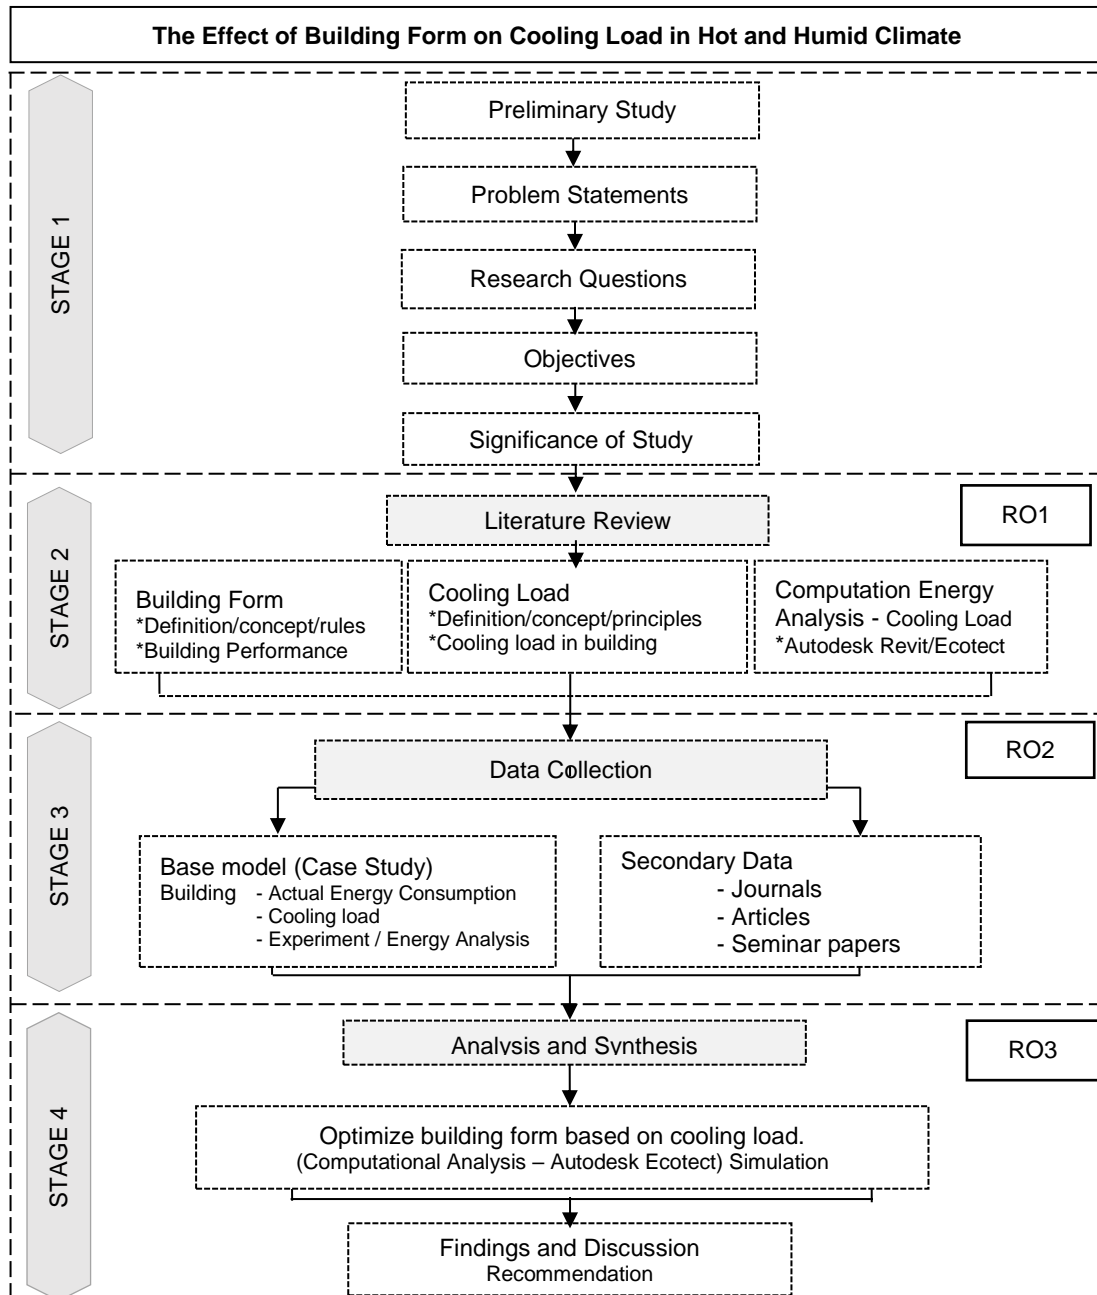 The Effect of Building Form on Cooling Load in Hot and Humid Climate
STAGE 1
Preliminary Study
Problem Statements
Research Questions
Objectives
Significance of Study
STAGE 2
Literature Review
RO1
Building Form
*Definition/concept/rules
*Building Performance
Cooling Load
*Definition/concept/principles
*Cooling load in building
Computation Energy
Analysis - Cooling Load
*Autodesk Revit/Ecotect
STAGE 3
Data Collection
RO2
Base model (Case Study)
Building - Actual Energy Consumption
- Cooling load
- Experiment / Energy Analysis
Secondary Data
- Journals
- Articles
- Seminar papers
STAGE 4
Analysis and Synthesis
RO3
Optimize building form based on cooling load.
(Computational Analysis – Autodesk Ecotect) Simulation
Findings and Discussion
Recommendation